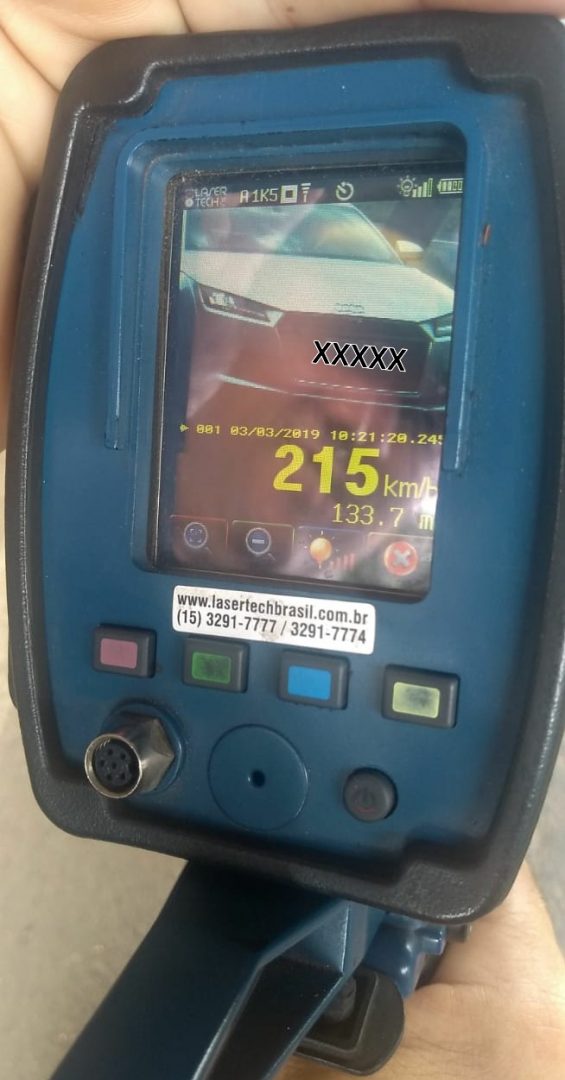 LASER
TECH
A 1K5
XXXXX
001 03/03/2019 10:21:20.245
215 km/h
133.7 m
www.lasertechbrasil.com.br
(15) 3291-7777 / 3291-7774